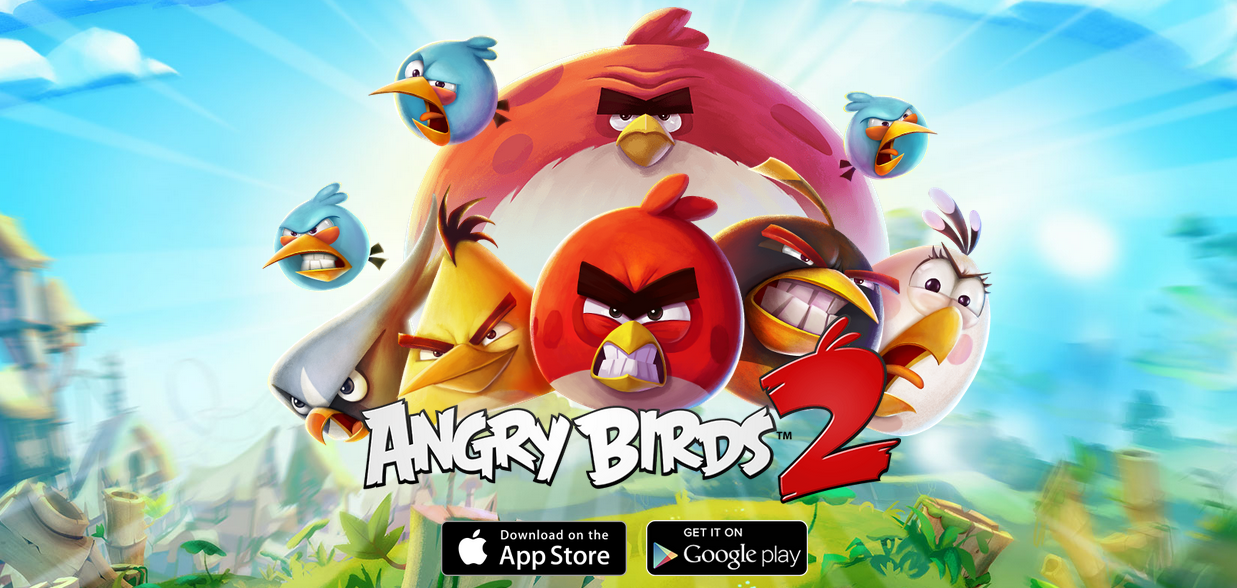 ANGRY BIRDS™ 2
Download on the
App Store
GET IT ON
Google play